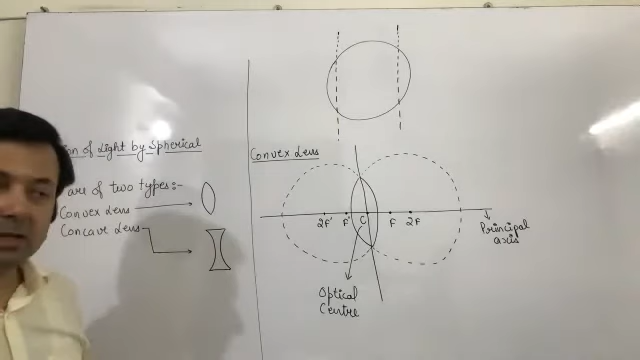 ion of Light by Spherical
are of two types:-
Convex Lens
Concave Lens
Convex Lens
2F' F' C F 2F
Principal
axis
Optical
Centre